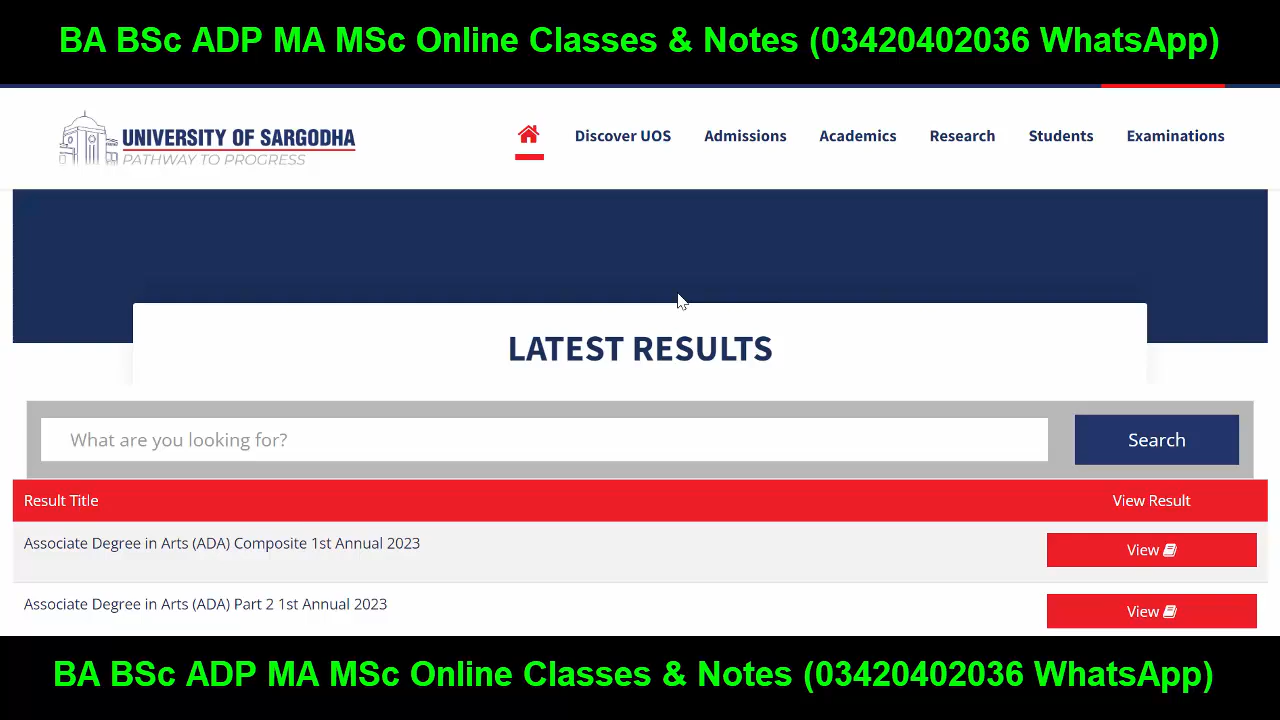 BA BSc ADP MA MSc Online Classes & Notes (03420402036 WhatsApp)
UNIVERSITY OF SARGODHA
PATHWAY TO PROGRESS
Discover UOS Admissions Academics Research Students Examinations
LATEST RESULTS
What are you looking for? Search
Result Title View Result
Associate Degree in Arts (ADA) Composite 1st Annual 2023 View
Associate Degree in Arts (ADA) Part 2 1st Annual 2023 View
BA BSc ADP MA MSc Online Classes & Notes (03420402036 WhatsApp)